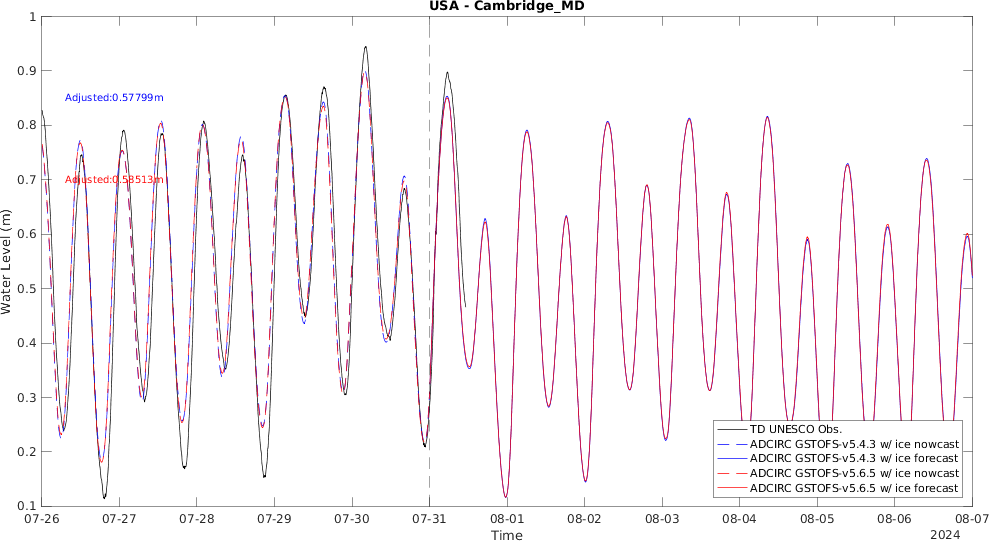 USA - Cambridge_MD
1
0.9
0.8
0.7
0.6
0.5
0.4
0.3
0.2
0.1
Water Level (m)
Adjusted:0.57799m
Adjusted:0.53513m
TD UNESCO Obs.
ADCIRC GSTOFS-v5.4.3 w/ ice nowcast
ADCIRC GSTOFS-v5.4.3 w/ ice forecast
ADCIRC GSTOFS-v5.6.5 w/ ice nowcast
ADCIRC GSTOFS-v5.6.5 w/ ice forecast
07-26 07-27 07-28 07-29 07-30 07-31 08-01 08-02 08-03 08-04 08-05 08-06 08-07
Time
2024